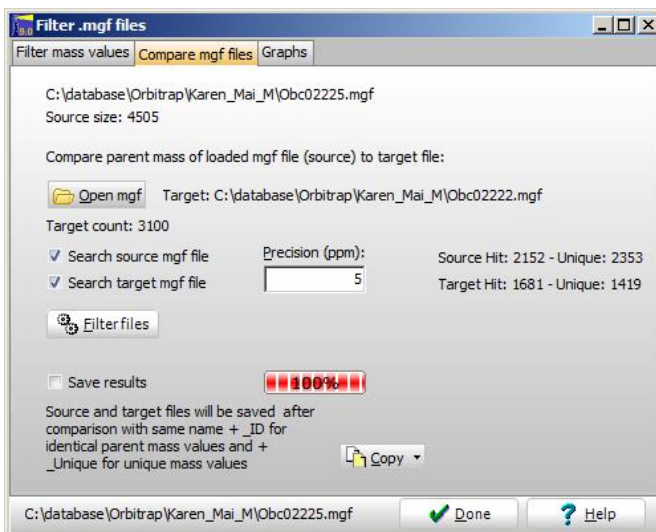 9.0 Filter .mgf files
Filter mass values Compare mgf files Graphs
C:\database\Orbitrap\Karen_Mai_M\Obc02225.mgf
Source size: 4505
Compare parent mass of loaded mgf file (source) to target file:
Open mgf Target: C:\database\Orbitrap\Karen_Mai_M\Obc02222.mgf
Target count: 3100
Search source mgf file Precision (ppm): Source Hit: 2152 - Unique: 2353
Search target mgf file 5 Target Hit: 1681 - Unique: 1419
Filter files
Save results 100%
Source and target files will be saved after
comparison with same name + _ID for
identical parent mass values and +
_Unique for unique mass values
Copy
C:\database\Orbitrap\Karen_Mai_M\Obc02225.mgf Done ? Help